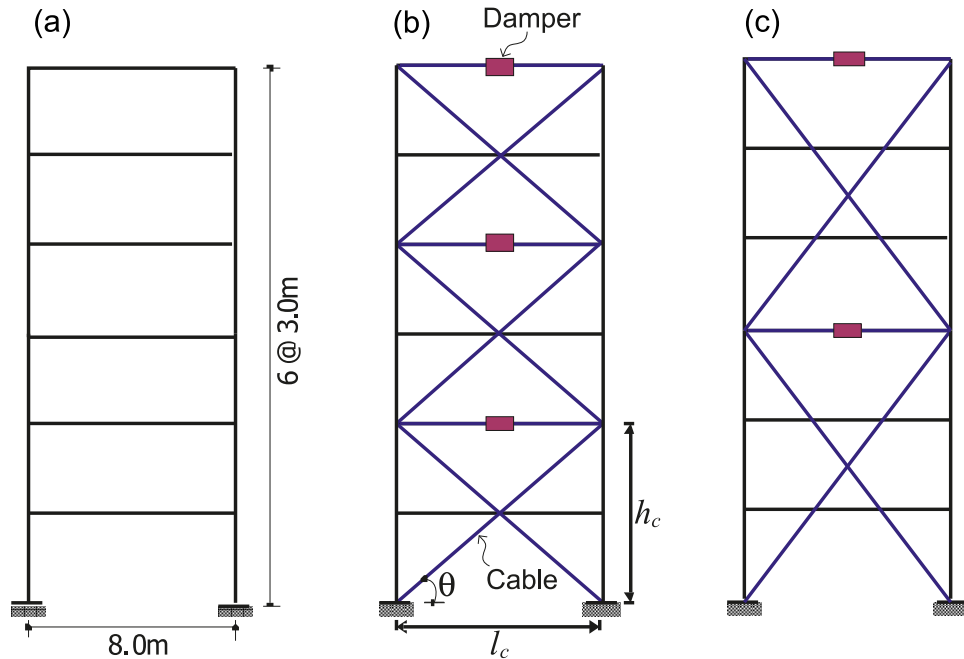 (a)
(b)
Damper
(c)
6 @ 3.0m
h_c
θ
Cable
8.0m
l_c